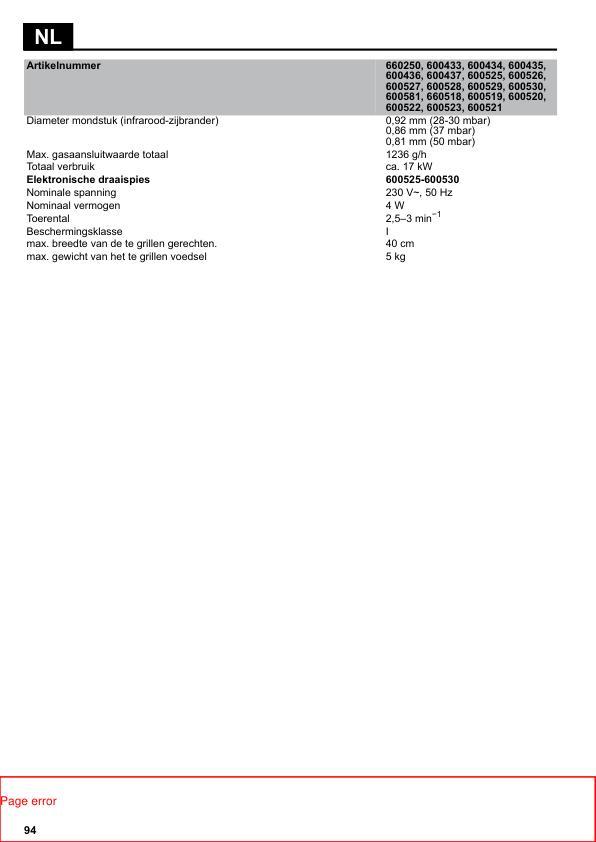 NL
Artikelnummer 660250, 600433, 600434, 600435,
600436, 600437, 600525, 600526,
600527, 600528, 600529, 600530,
600581, 660518, 600519, 600520,
600522, 600523, 600521
Diameter mondstuk (infrarood-zijbrander) 0,92 mm (28-30 mbar)
0,86 mm (37 mbar)
0,81 mm (50 mbar)
Max. gasaansluitwaarde totaal 1236 g/h
Totaal verbruik ca. 17 kW
Elektronische draaispies 600525-600530
Nominale spanning 230 V~, 50 Hz
Nominaal vermogen 4 W
Toerental 2,5–3 min⁻¹
Beschermingsklasse I
max. breedte van de te grillen gerechten. 40 cm
max. gewicht van het te grillen voedsel 5 kg
Page error
94